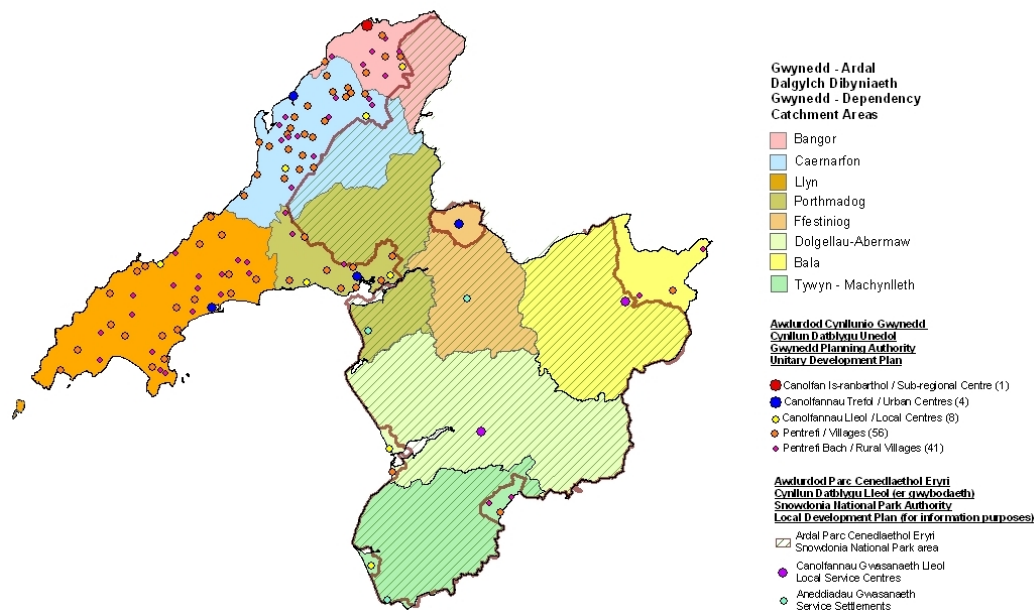 Gwynedd - Ardal
Dalgylch Dibyniaeth
Gwynedd - Dependency
Catchment Areas
Bangor
Caernarfon
Llyn
Porthmadog
Ffestiniog
Dolgellau-Abermaw
Bala
Tywyn - Machynlleth
Awdurdod Cynllunio Gwynedd
Cynllun Datblygu Unedol
Gwynedd Planning Authority
Unitary Development Plan
Canolfan Is-ranbarthol / Sub-regional Centre (1)
Canolfannau Trefol / Urban Centres (4)
Canolfannau Lleol / Local Centres (8)
Pentrefi / Villages (56)
Pentrefi Bach / Rural Villages (41)
Awdurdod Parc Cenedlaethol Eryri
Cynllun Datblygu Lleol (er gwybodaeth)
Snowdonia National Park Authority
Local Development Plan (for information purposes)
Ardal Parc Cenedlaethol Eryri
Snowdonia National Park area
Canolfannau Gwasanaeth Lleol
Local Service Centres
Aneddiadau Gwasanaeth
Service Settlements